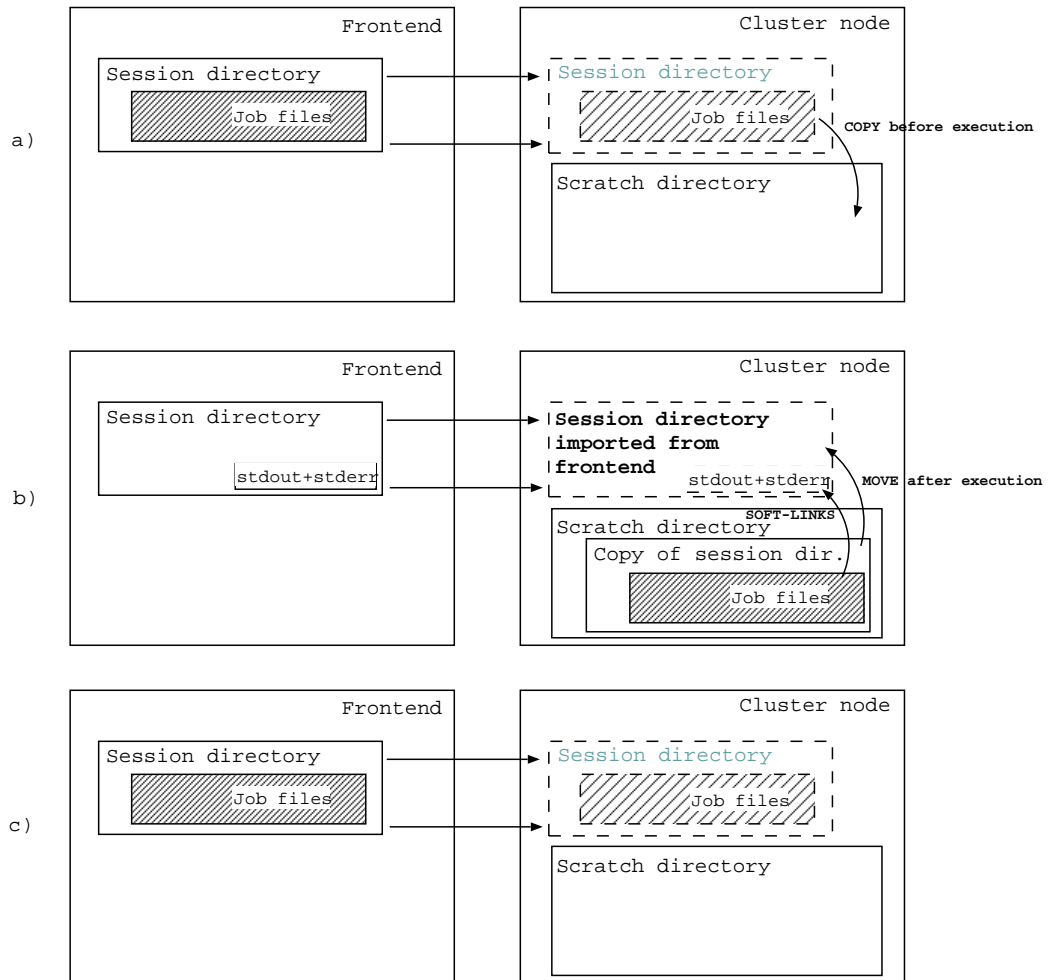 Frontend
Cluster node
Session directory
Session directory
Job files
Job files
COPY before execution
a)
Scratch directory
Frontend
Cluster node
Session directory
Session directory
imported from
frontend
stdout+stderr
stdout+stderr
MOVE after execution
b)
SOFT-LINKS
Scratch directory
Copy of session dir.
Job files
Frontend
Cluster node
Session directory
Session directory
Job files
Job files
c)
Scratch directory